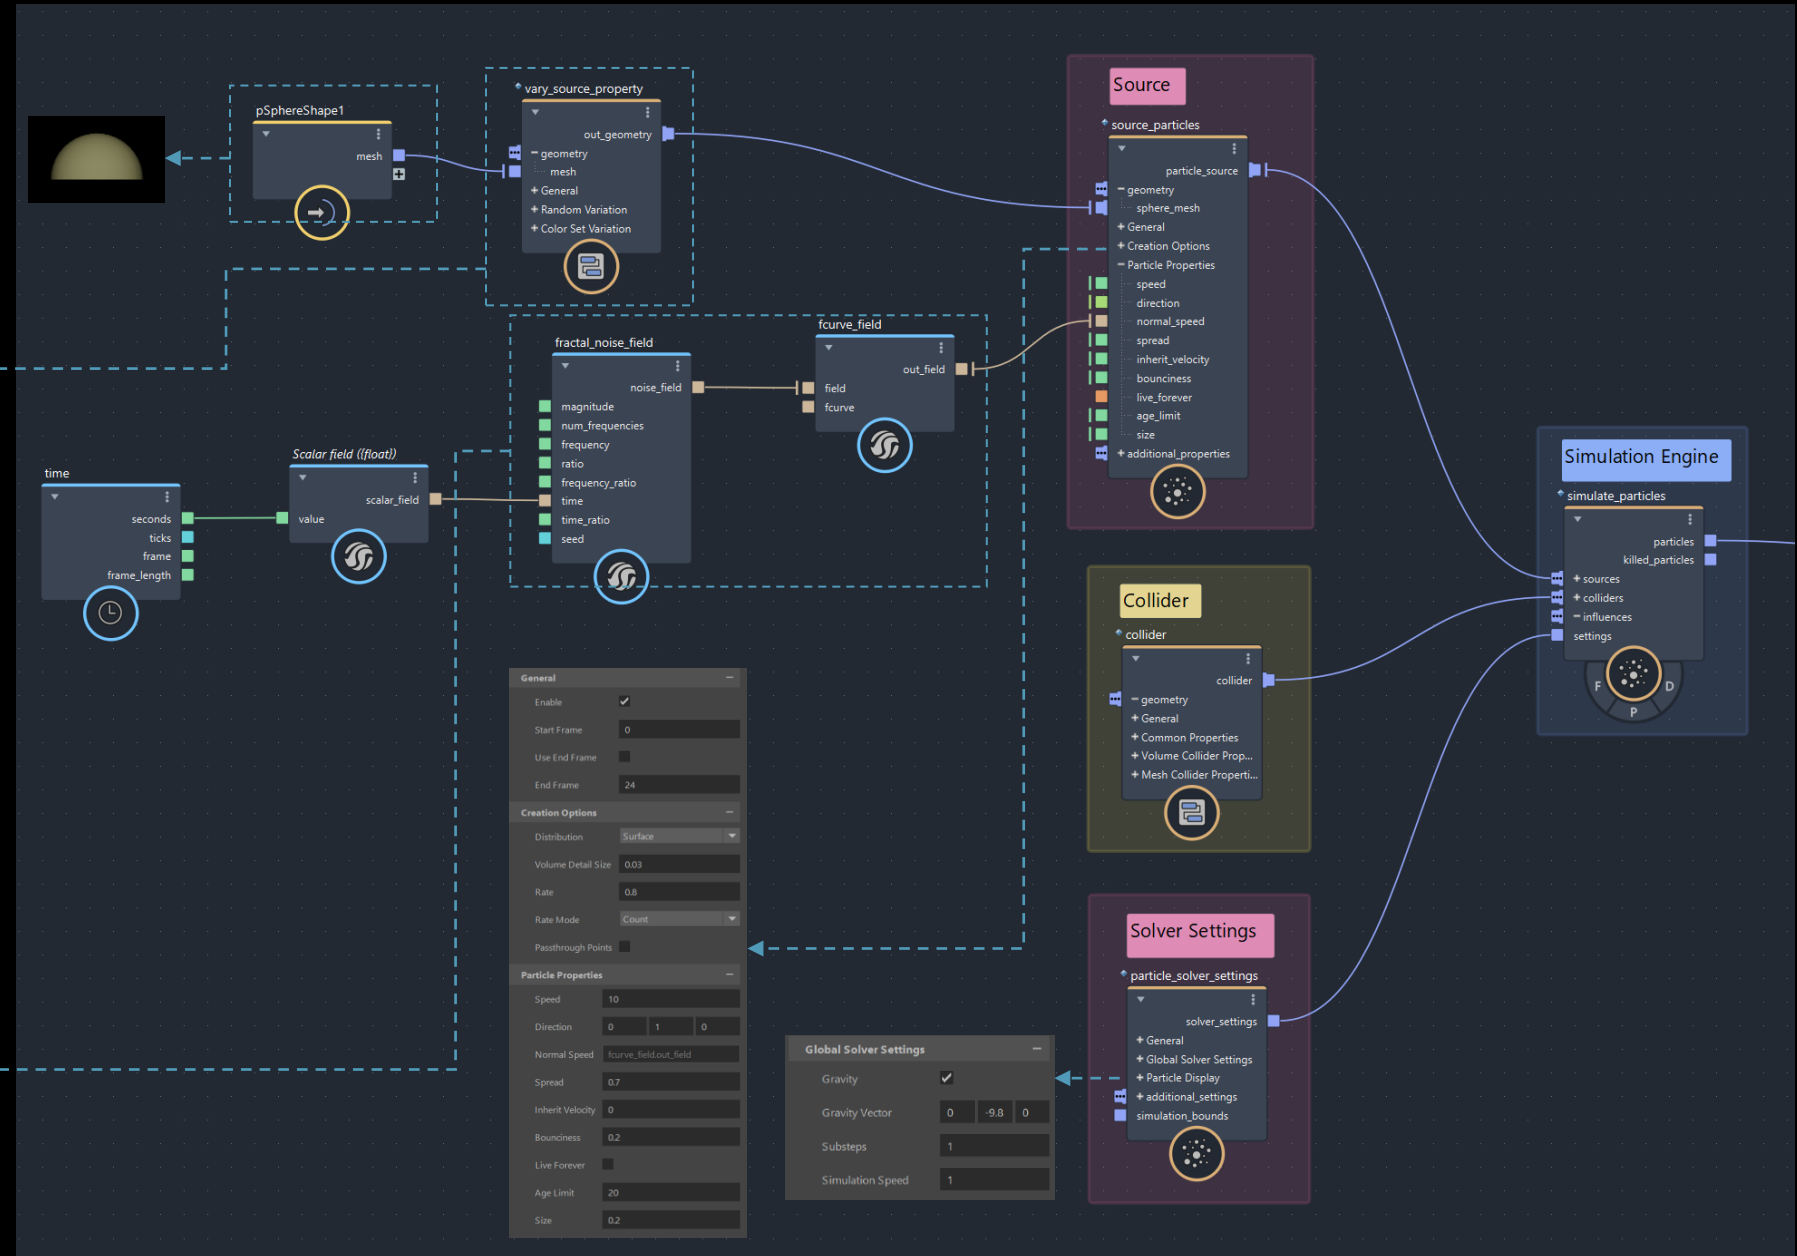 pSphereShape1
mesh
vary_source_property
out_geometry
geometry
mesh
General
Random Variation
Color Set Variation
Source
source_particles
particle_source
geometry
sphere_mesh
General
Creation Options
Particle Properties
speed
direction
normal_speed
spread
inherit_velocity
bounciness
live_forever
age_limit
size
additional_properties
fractal_noise_field
noise_field
magnitude
num_frequencies
frequency
ratio
frequency_ratio
time
time_ratio
seed
fcurve_field
out_field
field
fcurve
time
seconds
ticks
frame
frame_length
Scalar field ((float))
scalar_field
value
Simulation Engine
simulate_particles
particles
killed_particles
sources
colliders
influences
settings
F
D
P
Collider
collider
collider
geometry
General
Common Properties
Volume Collider Prop...
Mesh Collider Properti...
General
Enable
Start Frame 0
Use End Frame
End Frame 24
Creation Options
Distribution Surface
Volume Detail Size 0.03
Rate 0.8
Rate Mode Count
Passthrough Points
Particle Properties
Speed 10
Direction 0 1 0
Normal Speed fcurve_field.out_field
Spread 0.7
Inherit Velocity 0
Bounciness 0.2
Live Forever
Age Limit 20
Size 0.2
Global Solver Settings
Gravity
Gravity Vector 0 -9.8 0
Substeps 1
Simulation Speed 1
Solver Settings
particle_solver_settings
solver_settings
General
Global Solver Settings
Particle Display
additional_settings
simulation_bounds